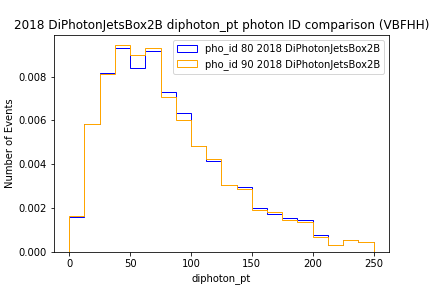 2018 DiPhotonJetsBox2B diphoton_pt photon ID comparison (VBFHH)
pho_id 80 2018 DiPhotonJetsBox2B
pho_id 90 2018 DiPhotonJetsBox2B
Number of Events
0.008
0.006
0.004
0.002
0.000
0 50 100 150 200 250
diphoton_pt